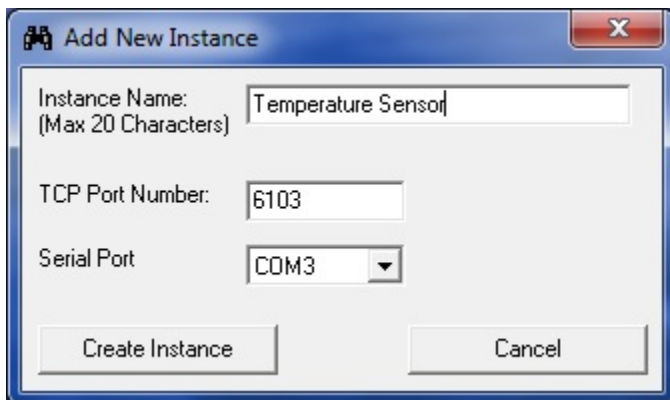 Add New Instance
Instance Name:
(Max 20 Characters)
Temperature Sensor
TCP Port Number:
6103
Serial Port
COM3
Create Instance
Cancel